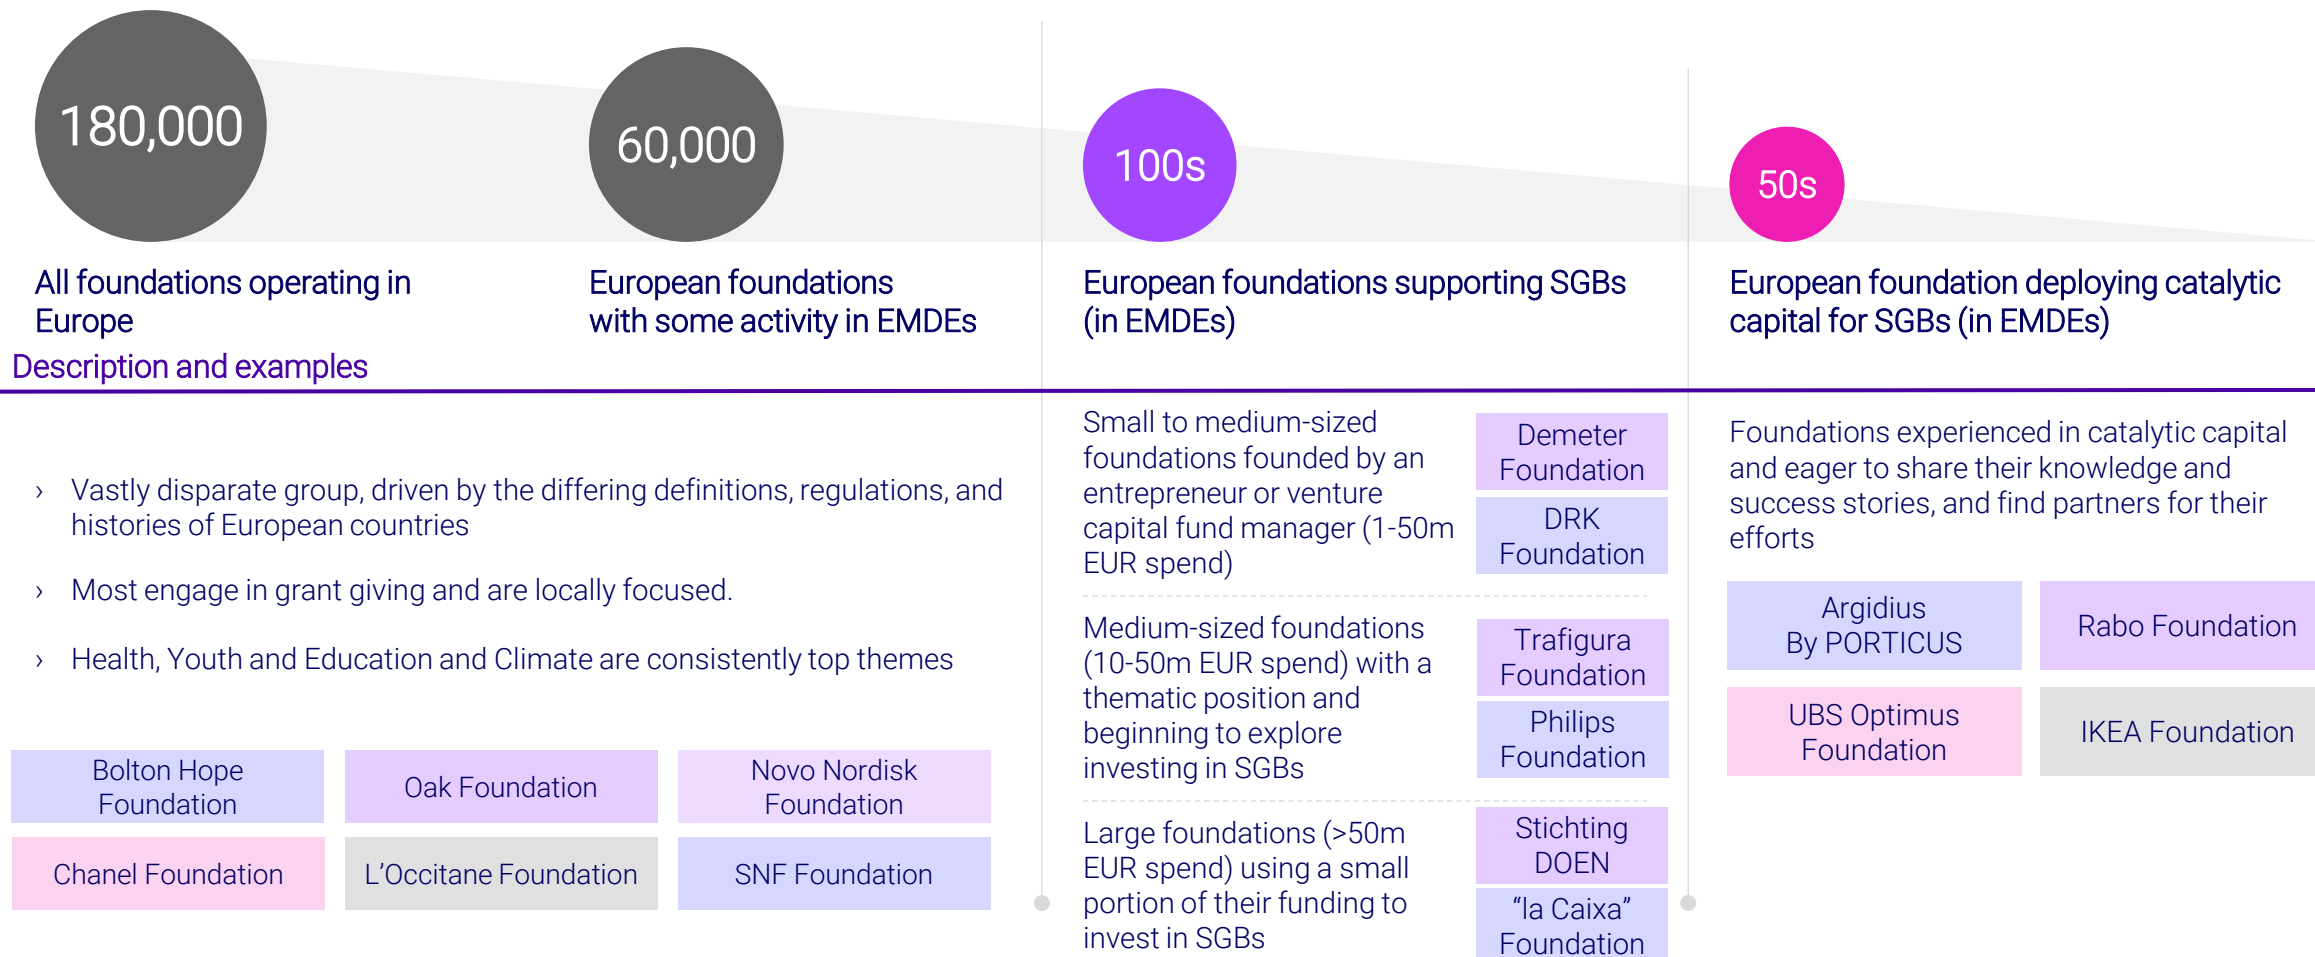 180,000
60,000
100s
50s
All foundations operating in
Europe
European foundations
with some activity in EMDEs
European foundations supporting SGBs
(in EMDEs)
European foundation deploying catalytic
capital for SGBs (in EMDEs)
Description and examples
› Vastly disparate group, driven by the differing definitions, regulations, and
histories of European countries
› Most engage in grant giving and are locally focused.
› Health, Youth and Education and Climate are consistently top themes
Bolton Hope
Foundation
Oak Foundation
Novo Nordisk
Foundation
Chanel Foundation
L’Occitane Foundation
SNF Foundation
Small to medium-sized
foundations founded by an
entrepreneur or venture
capital fund manager (1-50m
EUR spend)
Demeter
Foundation
DRK
Foundation
Medium-sized foundations
(10-50m EUR spend) with a
thematic position and
beginning to explore
investing in SGBs
Trafigura
Foundation
Philips
Foundation
Large foundations (>50m
EUR spend) using a small
portion of their funding to
invest in SGBs
Stichting
DOEN
“la Caixa”
Foundation
Foundations experienced in catalytic capital
and eager to share their knowledge and
success stories, and find partners for their
efforts
Argidius
By PORTICUS
Rabo Foundation
UBS Optimus
Foundation
IKEA Foundation